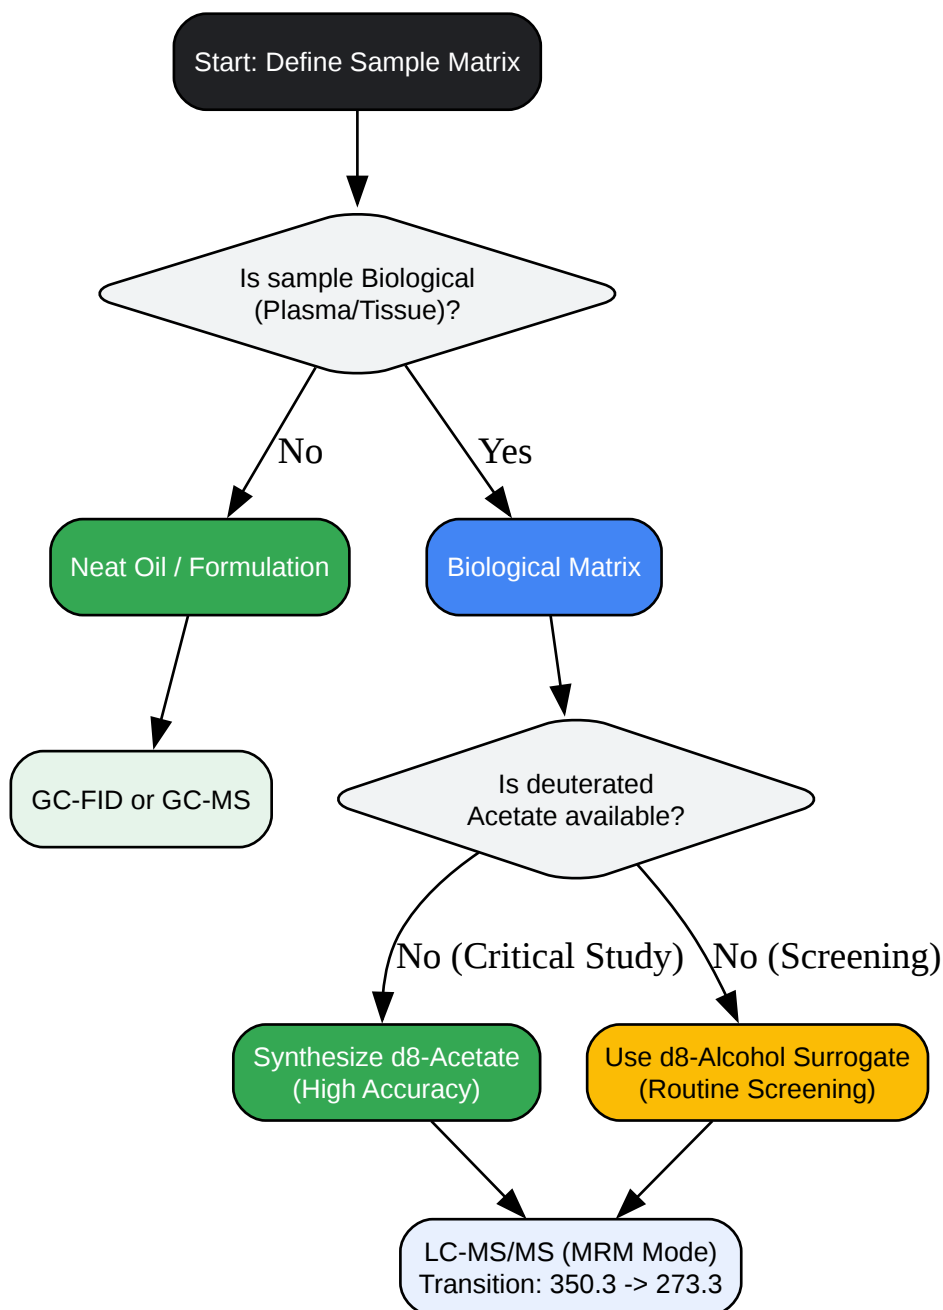 Start: Define Sample Matrix
Is sample Biological
(Plasma/Tissue)?
No
Yes
Neat Oil / Formulation
Biological Matrix
GC-FID or GC-MS
Is deuterated
Acetate available?
No (Critical Study)
No (Screening)
Synthesize d8-Acetate
(High Accuracy)
Use d8-Alcohol Surrogate
(Routine Screening)
LC-MS/MS (MRM Mode)
Transition: 350.3 -> 273.3